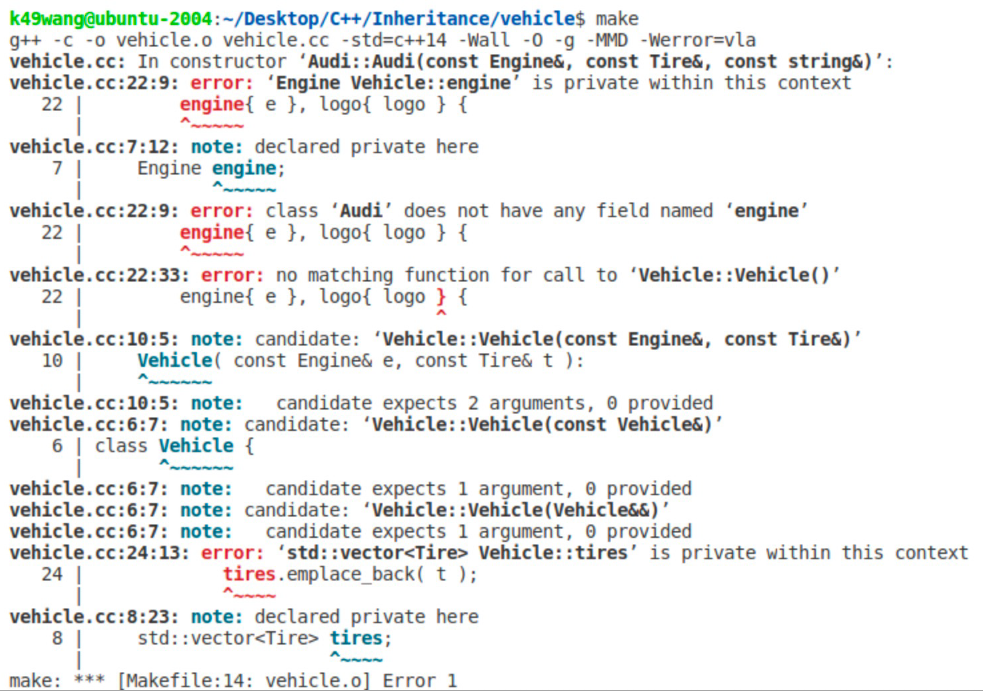 k49wang@ubuntu-2004:~/Desktop/C++/Inheritance/vehicle$ make
g++ -c -o vehicle.o vehicle.cc -std=c++14 -Wall -O -g -MMD -Werror=vla
vehicle.cc: In constructor ‘Audi::Audi(const Engine&, const Tire&, const string&)’:
vehicle.cc:22:9: error: ‘Engine Vehicle::engine’ is private within this context
   22 |         engine{ e }, logo{ logo } {
      |         ^~~~~~
vehicle.cc:7:12: note: declared private here
    7 |     Engine engine;
      |            ^~~~~~
vehicle.cc:22:9: error: class ‘Audi’ does not have any field named ‘engine’
   22 |         engine{ e }, logo{ logo } {
      |         ^~~~~~
vehicle.cc:22:33: error: no matching function for call to ‘Vehicle::Vehicle()’
   22 |         engine{ e }, logo{ logo } {
      |                                 ^
vehicle.cc:10:5: note: candidate: ‘Vehicle::Vehicle(const Engine&, const Tire&)’
   10 |     Vehicle( const Engine& e, const Tire& t ):
      |     ^~~~~~~
vehicle.cc:10:5: note:   candidate expects 2 arguments, 0 provided
vehicle.cc:6:7: note: candidate: ‘Vehicle::Vehicle(const Vehicle&)’
    6 | class Vehicle {
      |       ^~~~~~~
vehicle.cc:6:7: note:   candidate expects 1 argument, 0 provided
vehicle.cc:6:7: note: candidate: ‘Vehicle::Vehicle(Vehicle&&)’
vehicle.cc:6:7: note:   candidate expects 1 argument, 0 provided
vehicle.cc:24:13: error: ‘std::vector<Tire> Vehicle::tires’ is private within this context
   24 |             tires.emplace_back( t );
      |             ^~~~~
vehicle.cc:8:23: note: declared private here
    8 |     std::vector<Tire> tires;
      |                       ^~~~~
make: *** [Makefile:14: vehicle.o] Error 1